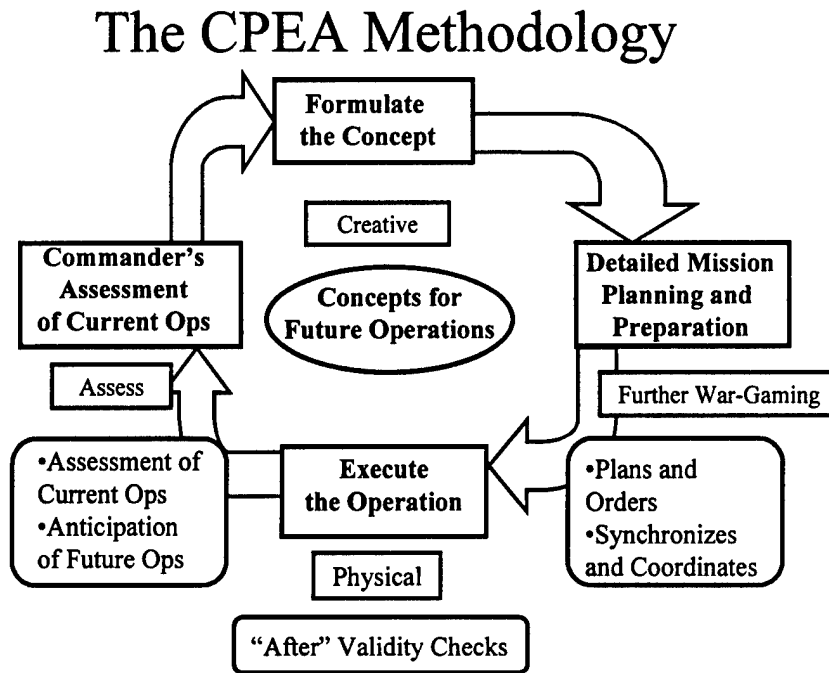 The CPEA Methodology
Formulate
the Concept
Creative
Commander's
Assessment
of Current Ops
Concepts for
Future Operations
Detailed Mission
Planning and
Preparation
Assess
Further War-Gaming
•Assessment of
Current Ops
•Anticipation
of Future Ops
Execute
the Operation
•Plans and
Orders
•Synchronizes
and Coordinates
Physical
“After” Validity Checks